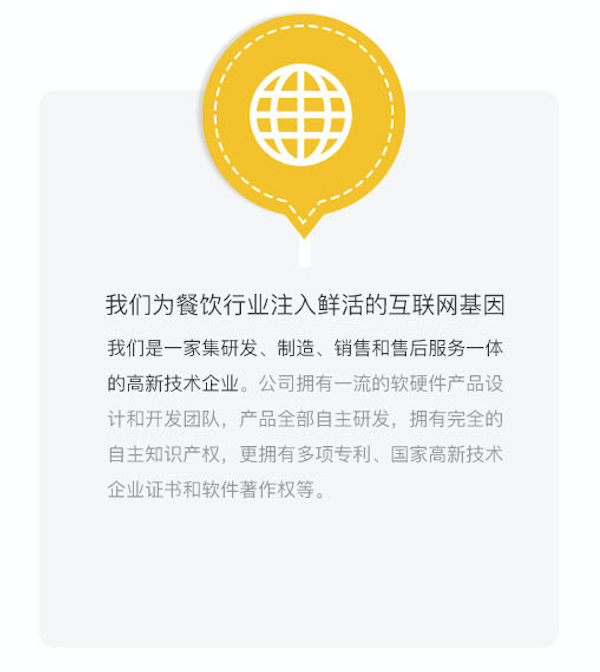 我们为餐饮行业注入鲜活的互联网基因
我们是一家集研发、制造、销售和售后服务一体
的高新技术企业。公司拥有一流的软硬件产品设
计和开发团队，产品全部自主研发，拥有完全的
自主知识产权，更拥有多项专利、国家高新技术
企业证书和软件著作权等。